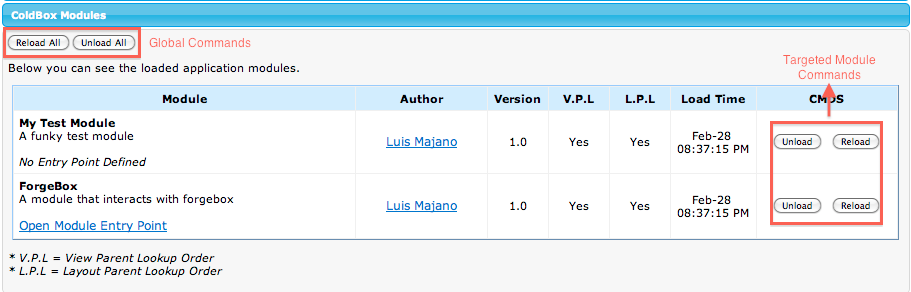 ColdBox Modules
Reload All Unload All Global Commands
Below you can see the loaded application modules.
Targeted Module
Commands
Module Author Version V.P.L L.P.L Load Time CMDS
My Test Module
A funky test module
No Entry Point Defined
Luis Majano 1.0 Yes Yes Feb-28
08:37:15 PM
Unload Reload
ForgeBox
A module that interacts with forgebox
Open Module Entry Point
Luis Majano 1.0 Yes Yes Feb-28
08:37:15 PM
Unload Reload
* V.P.L = View Parent Lookup Order
* L.P.L = Layout Parent Lookup Order